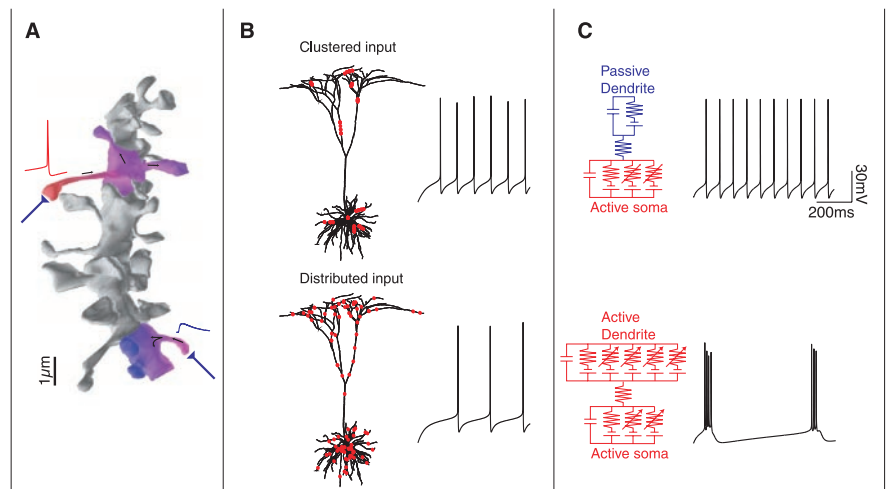 A
B
C
Clustered input
Passive
Dendrite
Active soma
30mV
200ms
Distributed input
1µm
Active
Dendrite
Active soma